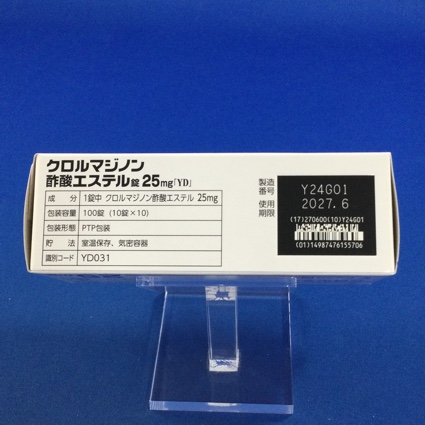 クロルマジノン
酢酸エステル錠25mg「YD」
成 分 1錠中 クロルマジノン酢酸エステル 25mg
包装容量 100錠 (10錠×10)
包装形態 PTP包装
貯 法 室温保存、気密容器
識別コード YD031
製造番号 Y24G01
使用期限 2027.6
(17)270600(10)Y24G01
(01)14987476155706